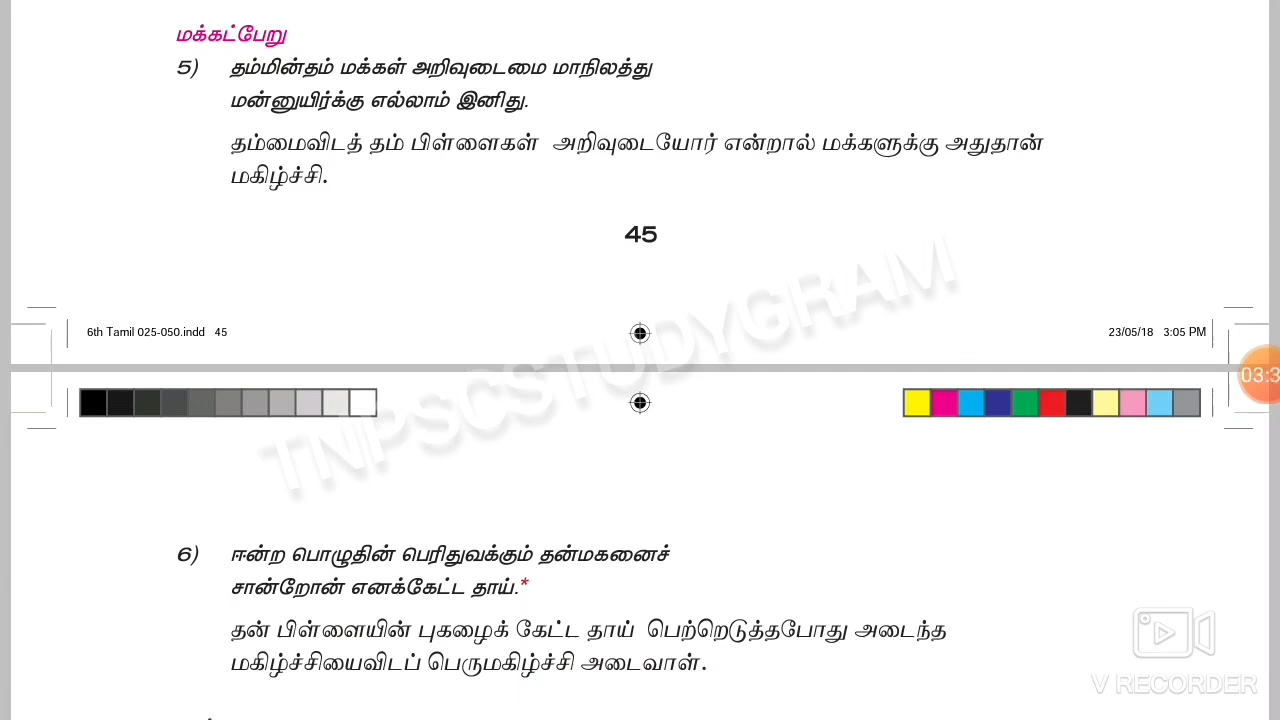 மக்கட்பேறு
5) தம்மின்தம் மக்கள் அறிவுடைமை மாநிலத்து
மன்னுயிர்க்கு எல்லாம் இனிது.
தம்மைவிடத் தம் பிள்ளைகள் அறிவுடையோர் என்றால் மக்களுக்கு அதுதான்
மகிழ்ச்சி.
45
TNPSCSTUDYGRAM
6th Tamil 025-050.indd 45 23/05/18 3:05 PM
03:3
6) ஈன்ற பொழுதின் பெரிதுவக்கும் தன்மகனைச்
சான்றோன் எனக்கேட்ட தாய்.*
தன் பிள்ளையின் புகழைக் கேட்ட தாய் பெற்றெடுத்தபோது அடைந்த
மகிழ்ச்சியைவிடப் பெருமகிழ்ச்சி அடைவாள்.
V RECORDER